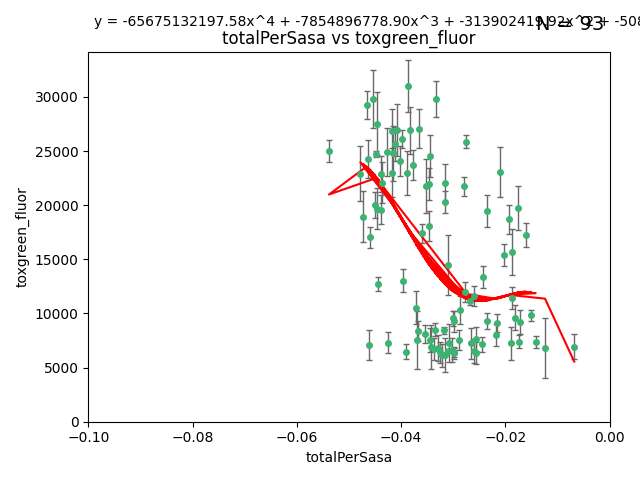 y = -65675132197.58x^4 + -7854896778.90x^3 + -313902419.92x^2 + -508
N = 93
totalPerSasa vs toxgreen_fluor
30000
25000
20000
15000
10000
5000
0
toxgreen_fluor
−0.10 −0.08 −0.06 −0.04 −0.02 0.00
totalPerSasa